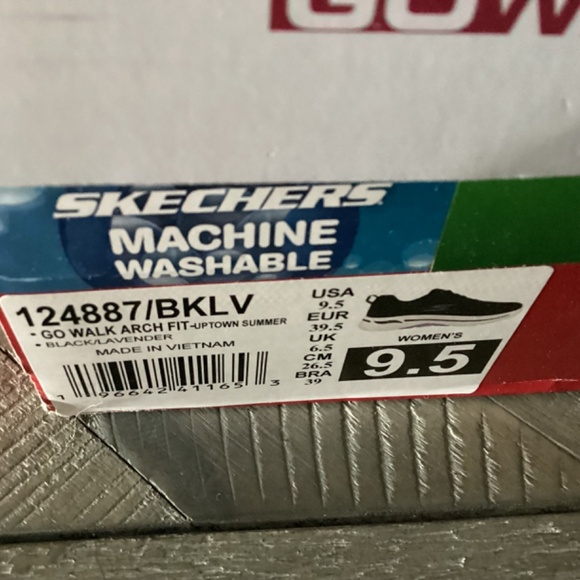 GOW
SKECHERS
MACHINE
WASHABLE
124887/BKLV
• GO WALK ARCH FIT-UPTOWN SUMMER
• BLACK/LAVENDER
MADE IN VIETNAM
1 96642 41165 3
USA
9.5
EUR
39.5
UK
6.5
CM
26.5
BRA
39
WOMEN'S
9.5